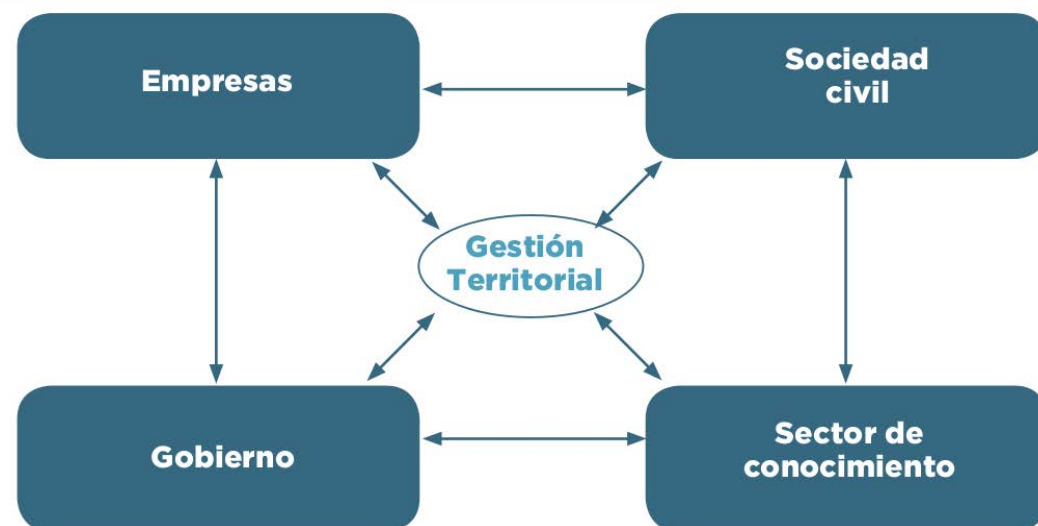 Empresas
Sociedad
civil
Gestión
Territorial
Gobierno
Sector de
conocimiento